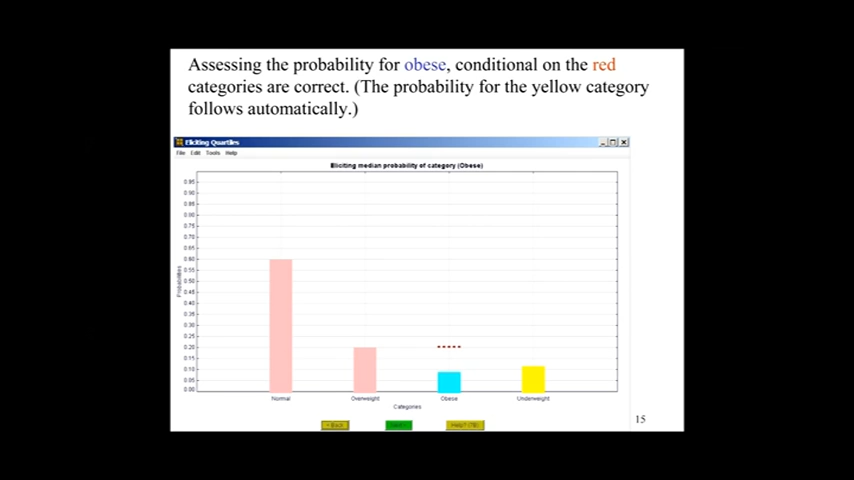 Assessing the probability for obese, conditional on the red
categories are correct. (The probability for the yellow category
follows automatically.)
Eliciting Quartiles
File Edit Tools Help
Eliciting median probability of category (Obese)
0.95
0.90
0.85
0.80
0.75
0.70
0.65
0.60
0.55
0.50
0.45
0.40
0.35
0.30
0.25
0.20
0.15
0.10
0.05
0.00
Probabilities
Normal Overweight Obese Underweight
Categories
< Back
15